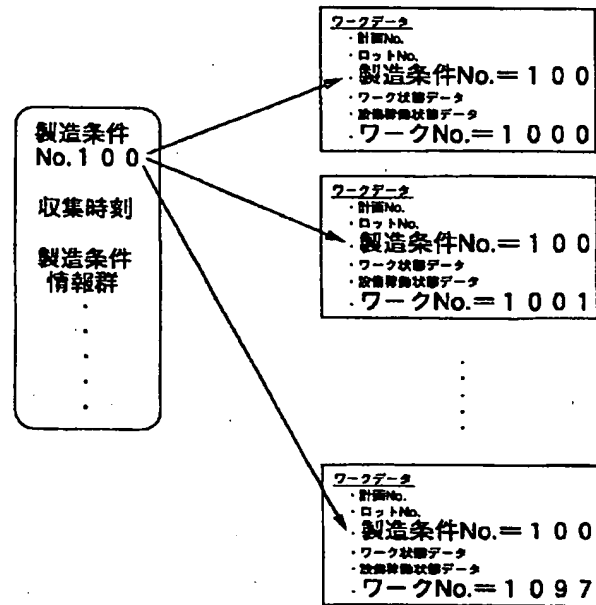 製造条件
No.100
収集時刻
製造条件
情報群
・
・
・
・
・
ワークデータ
・計画No.
・ロットNo.
・製造条件No.=100
・ワーク状態データ
・設備稼動状態データ
・ワークNo.=1000
ワークデータ
・計画No.
・ロットNo.
・製造条件No.=100
・ワーク状態データ
・設備稼動状態データ
・ワークNo.=1001
・
・
・
・
・
ワークデータ
・計画No.
・ロットNo.
・製造条件No.=100
・ワーク状態データ
・設備稼動状態データ
・ワークNo.=1097